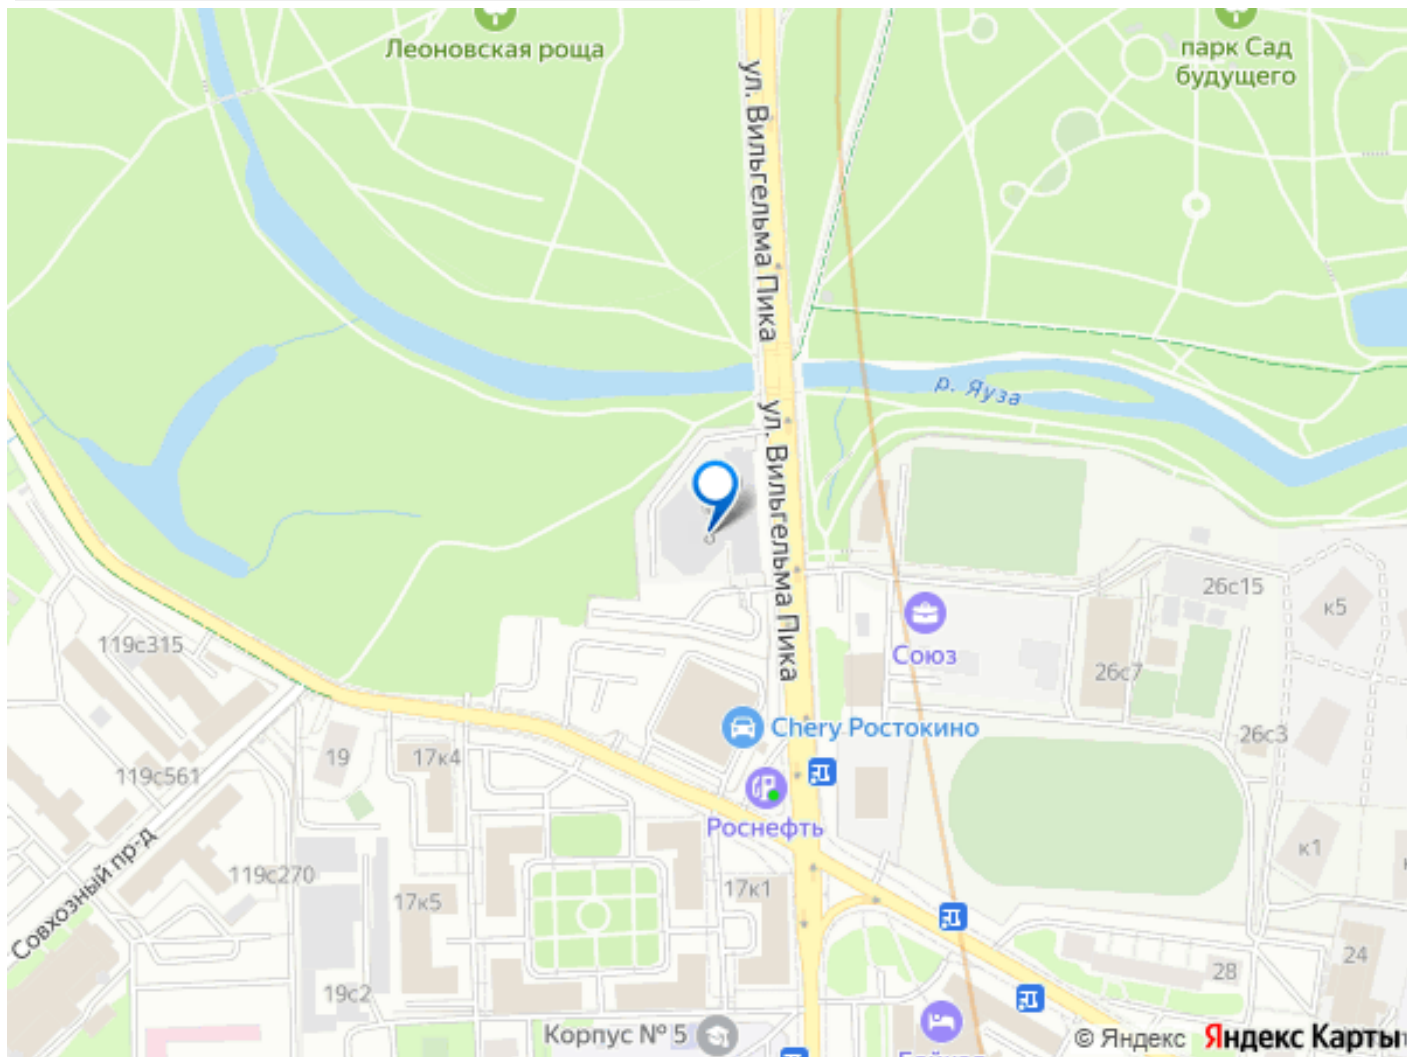 Леоновская роща
парк Сад
будущего
ул. Вильгельма Пика
р. Яуза
ул. Вильгельма Пика
26с15
к5
119с315
Союз
26с7
Chery Ростокино
26с3
19
17к4
119с561
Роснефть
к1
Совхозный пр-д
119с270
17к1
17к5
28
24
19с2
Корпус № 5
© Яндекс Яндекс Карты